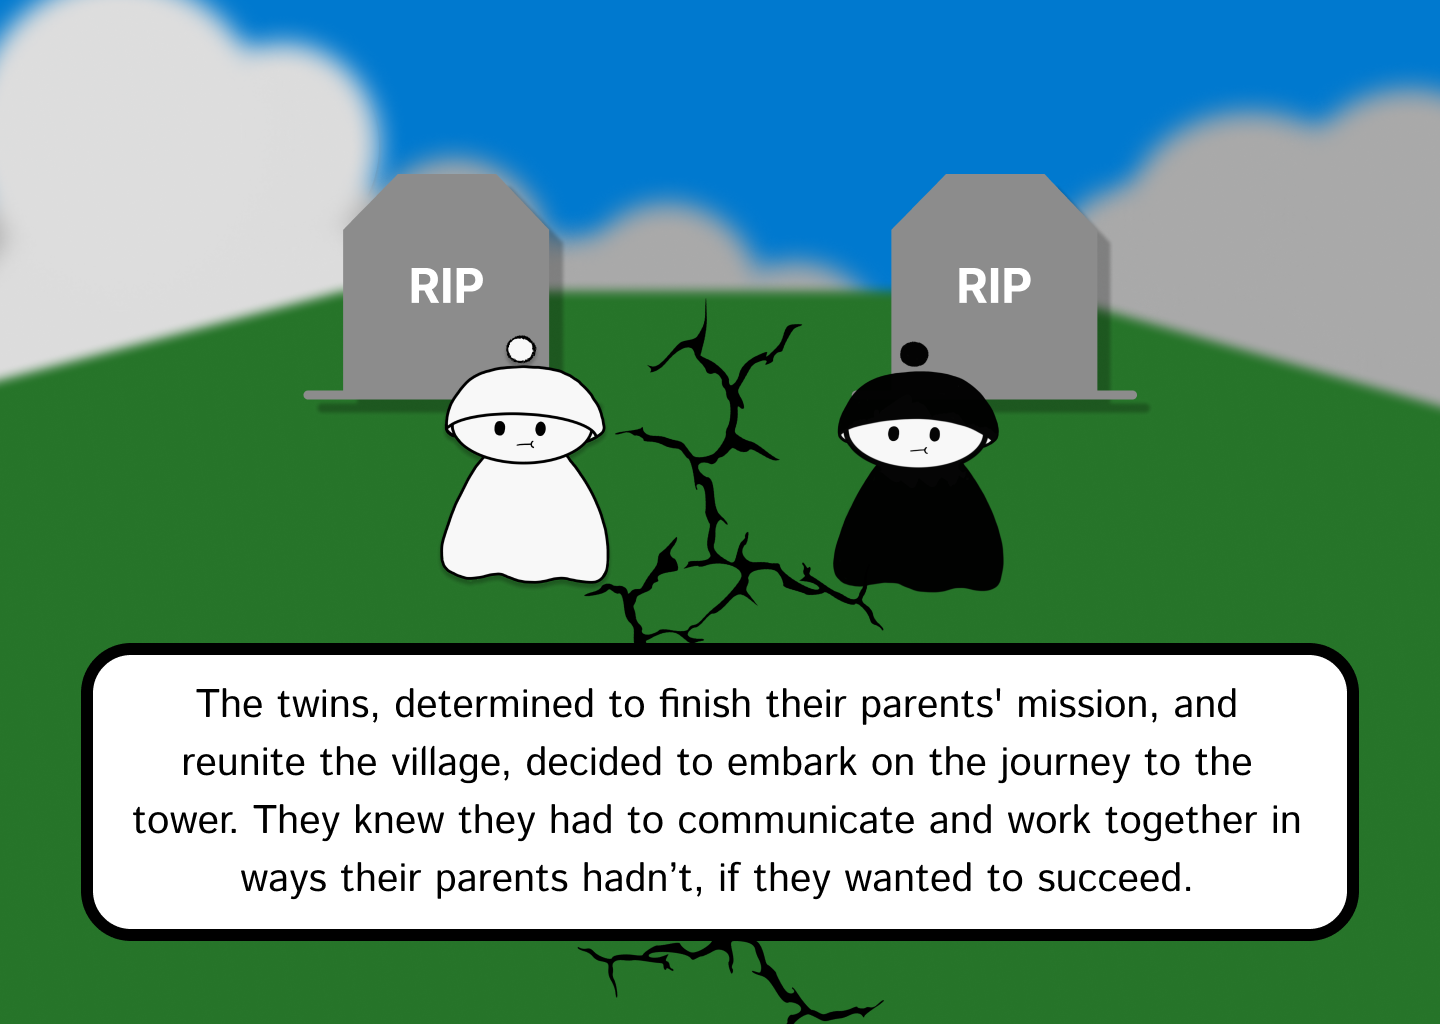 RIP
RIP
The twins, determined to finish their parents' mission, and
reunite the village, decided to embark on the journey to the
tower. They knew they had to communicate and work together in
ways their parents hadn’t, if they wanted to succeed.